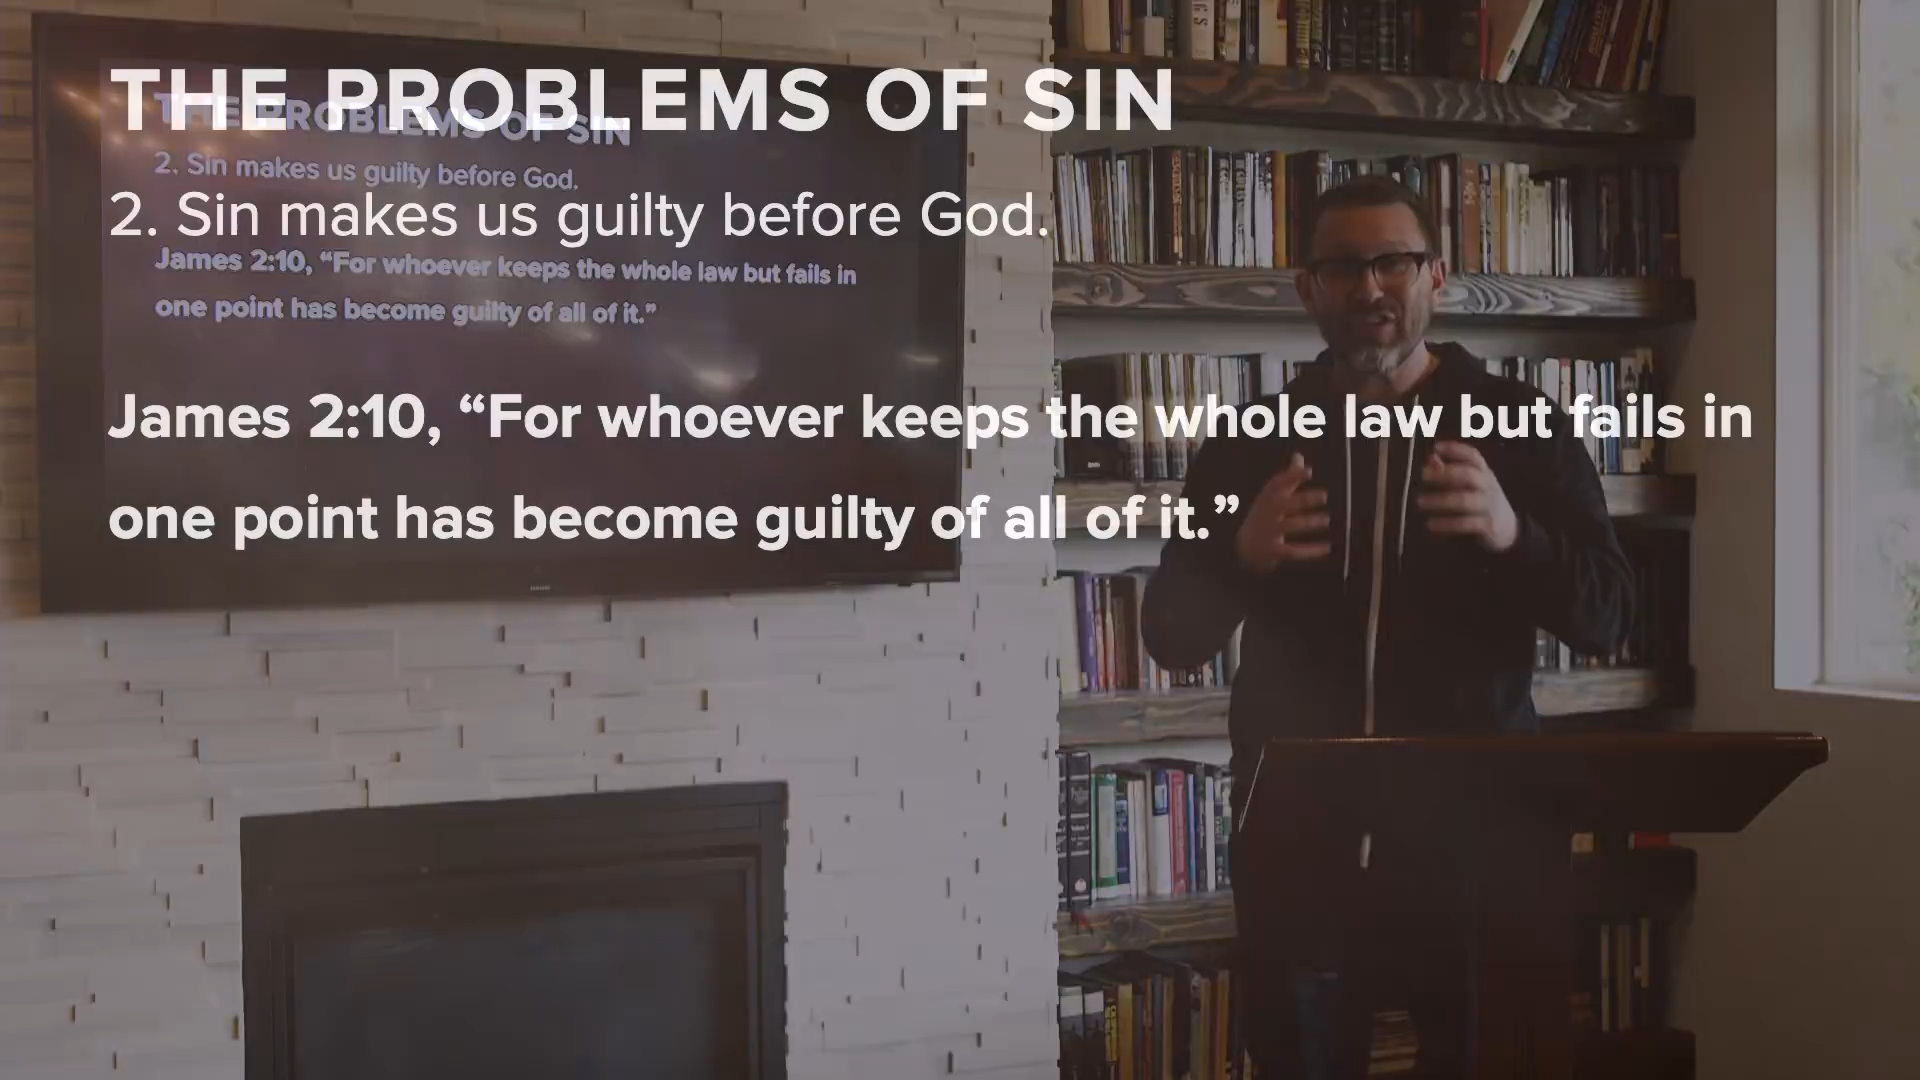 THE PROBLEMS OF SIN
2. Sin makes us guilty before God.
James 2:10, “For whoever keeps the whole law but fails in
one point has become guilty of all of it.”
THE PROBLEMS OF SIN
2. Sin makes us guilty before God.
James 2:10, “For whoever keeps the whole law but fails in
one point has become guilty of all of it.”